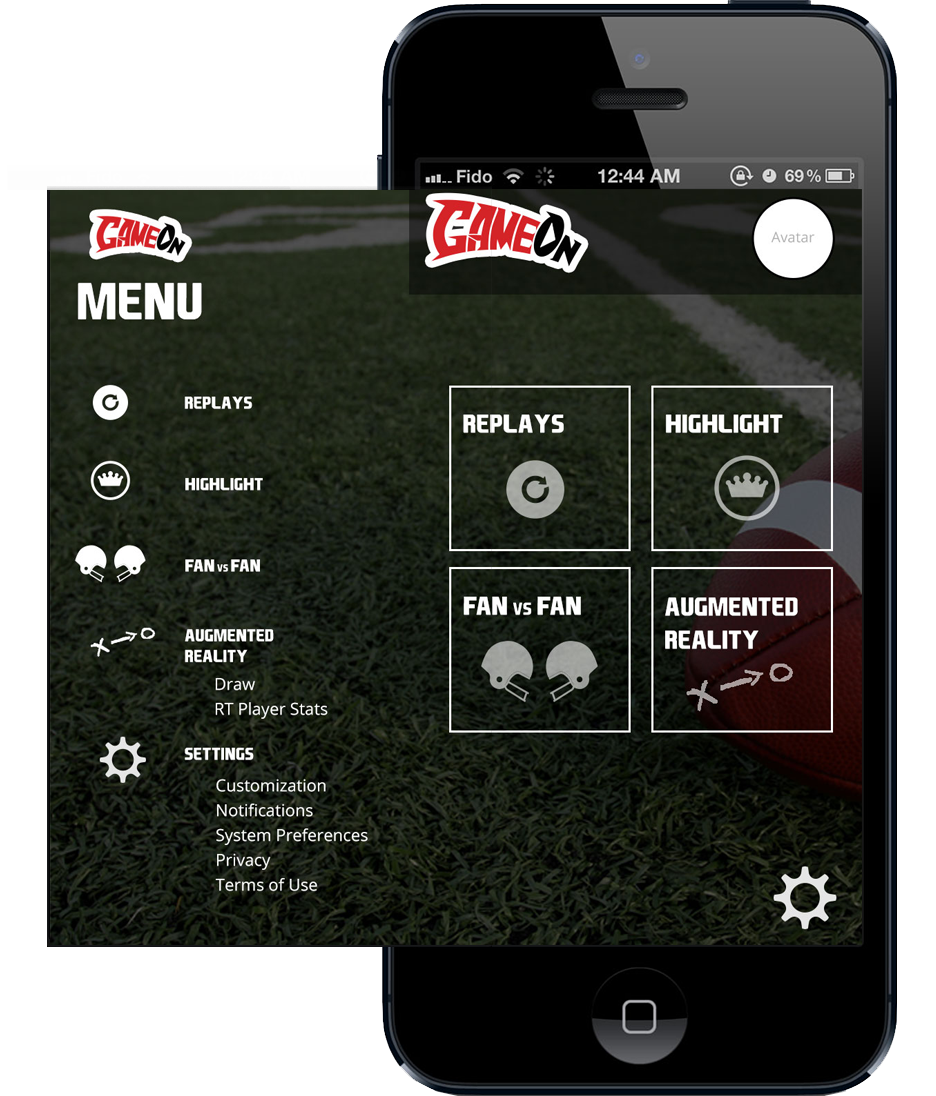 Fido 12:44 AM 69%
GAMEON
MENU
REPLAYS
HIGHLIGHT
FAN VS FAN
AUGMENTED
REALITY
Draw
RT Player Stats
SETTINGS
Customization
Notifications
System Preferences
Privacy
Terms of Use
GAMEON
Avatar
REPLAYS
HIGHLIGHT
FAN VS FAN
AUGMENTED
REALITY